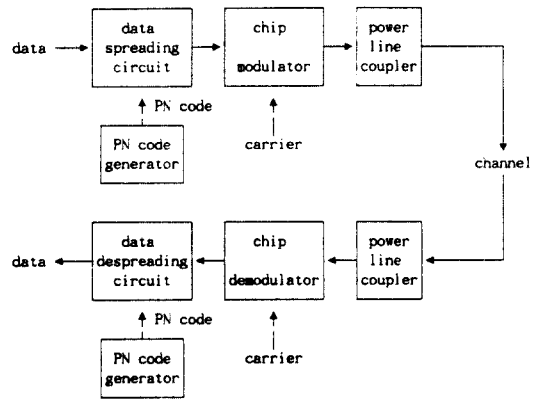 data
data
spreading
circuit
chip
modulator
power
line
coupler
PN code
PN code
generator
carrier
channel
data
data
despreading
circuit
chip
demodulator
power
line
coupler
PN code
PN code
generator
carrier